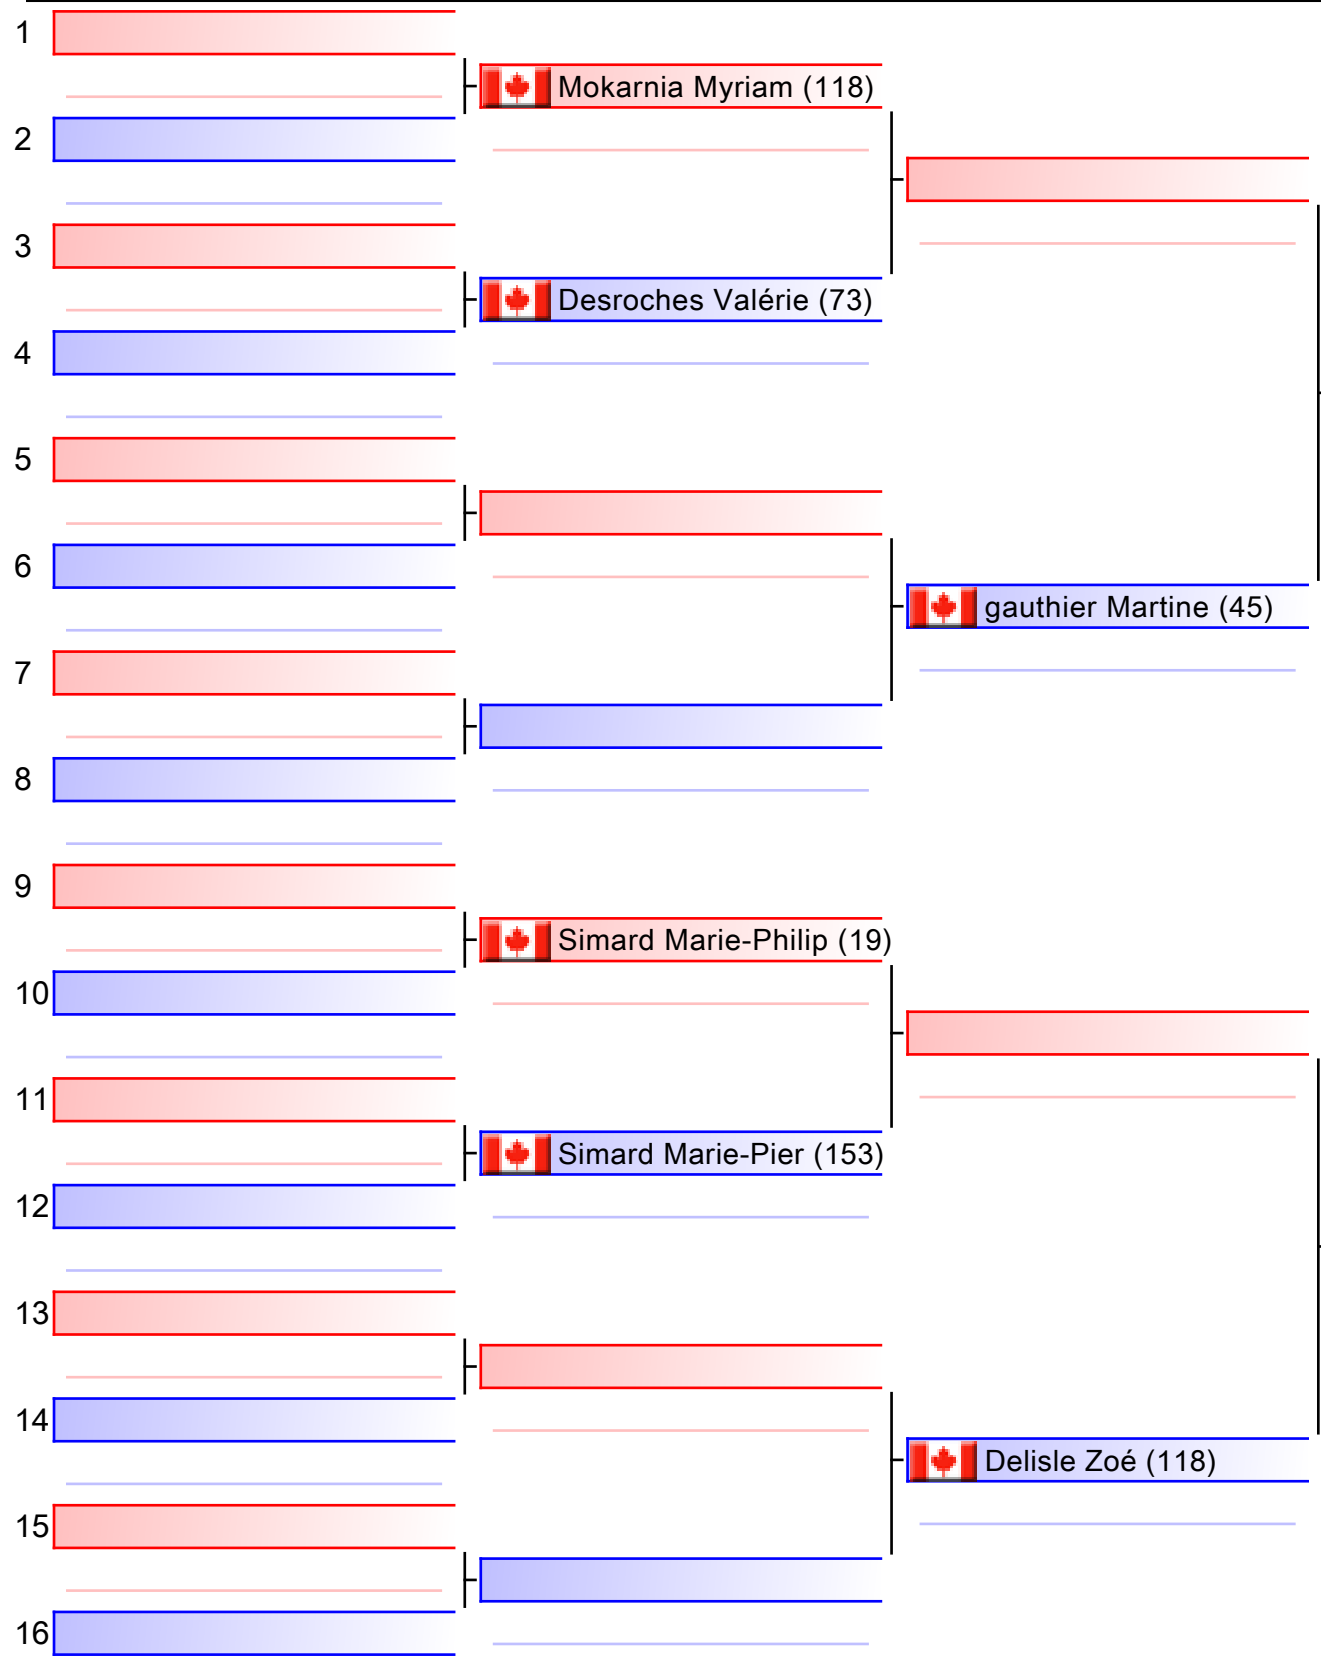 1
Mokarnia Myriam (118)
2
3
Desroches Valérie (73)
4
5
6
gauthier Martine (45)
7
8
9
Simard Marie-Philip (19)
10
11
Simard Marie-Pier (153)
12
13
14
Delisle Zoé (118)
15
16